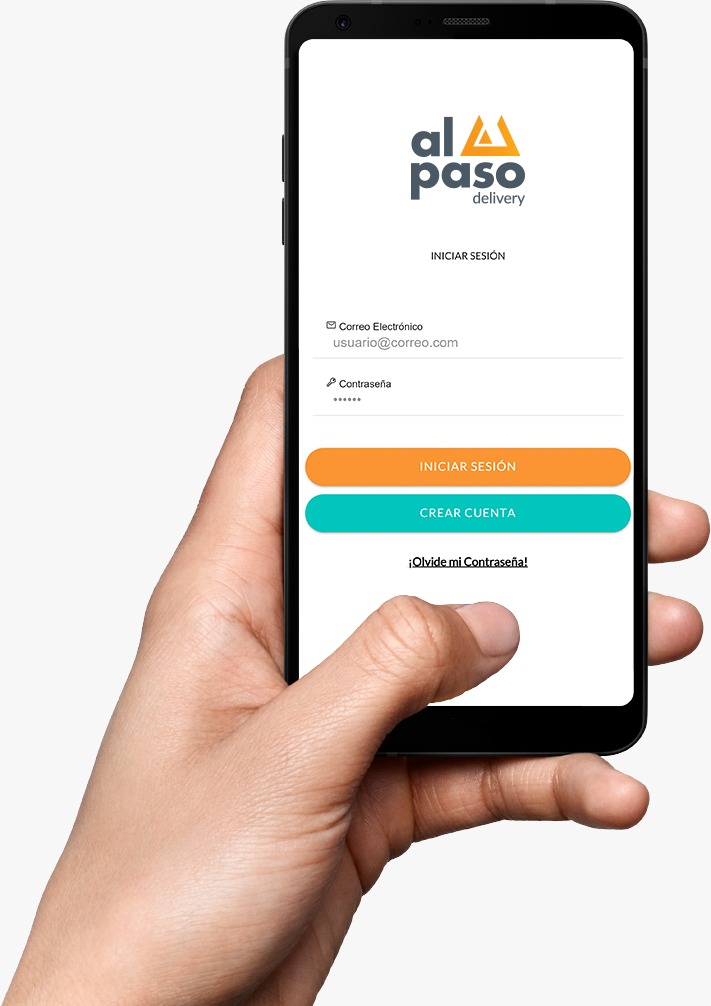 al
paso
delivery
INICIAR SESIÓN
Correo Electrónico
usuario@correo.com
Contraseña
••••••
INICIAR SESIÓN
CREAR CUENTA
¡Olvide mi Contraseña!